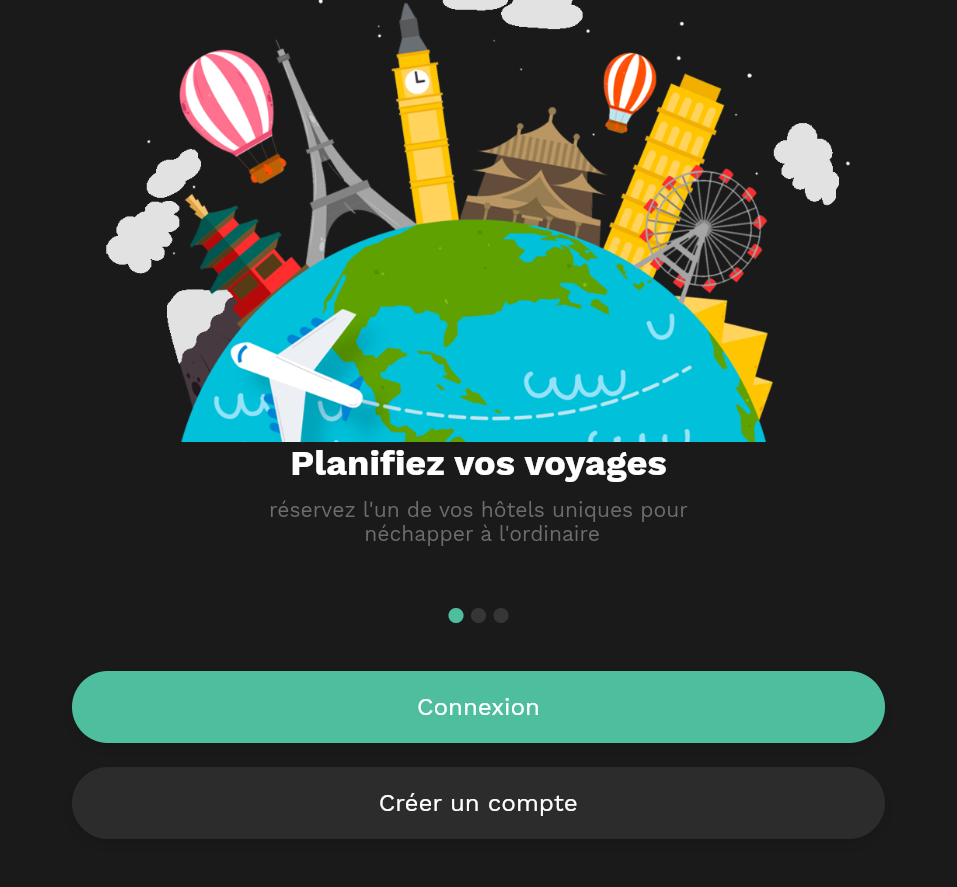 Planifiez vos voyages
réservez l'un de vos hôtels uniques pour
néchapper à l'ordinaire
Connexion
Créer un compte